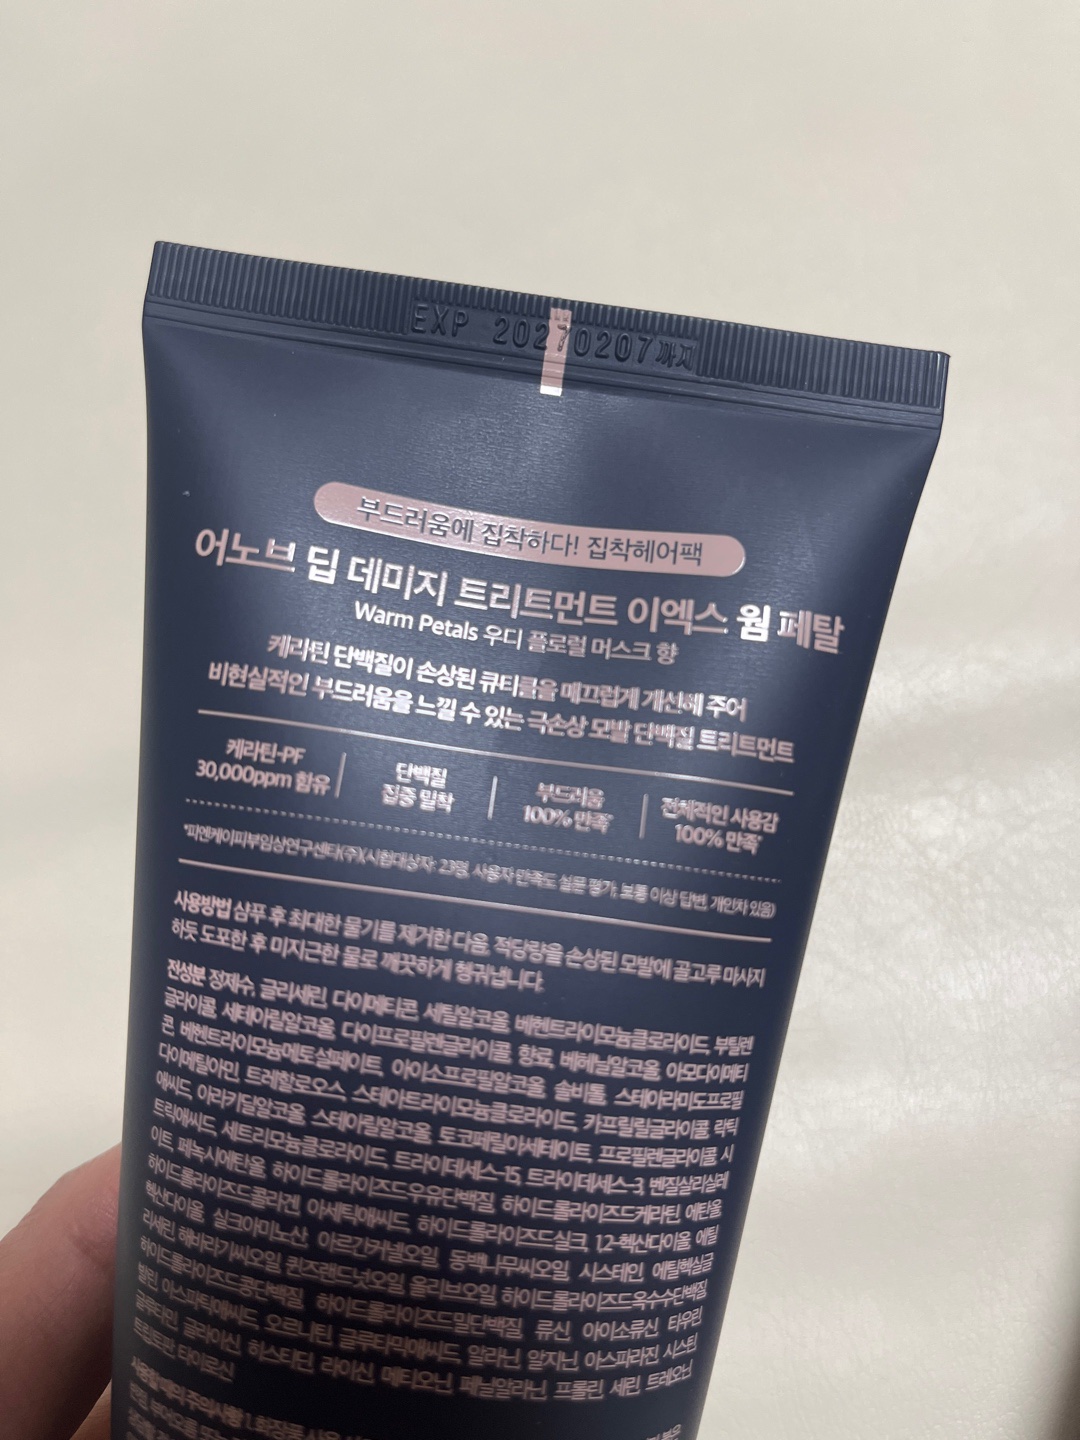 EXP 20270207까지
부드러움에 집착하다! 집착헤어팩
어노브 딥 데미지 트리트먼트 이엑스 웜 페탈
Warm Petals 우디 플로럴 머스크 향
케라틴 단백질이 손상된 큐티클을 매끄럽게 개선해 주어
비현실적인 부드러움을 느낄 수 있는 극손상 모발 단백질 트리트먼트
케라틴-PF
30,000ppm 함유
단백질
집중 밀착
부드러움
100% 만족*
전체적인 사용감
100% 만족*
*피엔케이피부임상연구센타(주)(시험대상자: 23명, 사용자 만족도 설문 평가, 보통 이상 답변, 개인차 있음)
사용방법 샴푸 후 최대한 물기를 제거한 다음, 적당량을 손상된 모발에 골고루 마사지
하듯 도포한 후 미지근한 물로 깨끗하게 헹궈냅니다.
전성분 정제수, 글리세린, 다이메티콘, 세틸알코올, 베헨트라이모늄클로라이드, 부틸렌
글라이콜, 세테아릴알코올, 다이프로필렌글라이콜, 향료, 베헤닐알코올, 아모다이메티
콘, 베헨트라이모늄메토설페이트, 아이소프로필알코올, 솔비톨, 스테아라미도프로필
다이메틸아민, 트레할로오스, 스테아트라이모늄클로라이드, 카프릴릴글라이콜, 락틱
애씨드, 아라키딜알코올, 스테아릴알코올, 토코페릴아세테이트, 프로필렌글라이콜, 시
트릭애씨드, 세트리모늄클로라이드, 트라이데세스-15, 트라이데세스-3, 벤질살리실레
이트, 페녹시에탄올, 하이드롤라이즈드우유단백질, 하이드롤라이즈드케라틴, 에탄올,
하이드롤라이즈드콜라겐, 아세틱애씨드, 하이드롤라이즈드실크, 1,2-헥산다이올, 에틸
헥산다이올, 실크아미노산, 아르간커넬오일, 동백나무씨오일, 시스테인, 에틸헥실글
리세린, 해바라기씨오일, 퀸즈랜드넛오일, 올리브오일, 하이드롤라이즈드옥수수단백질,
하이드롤라이즈드콩단백질, 하이드롤라이즈드밀단백질, 류신, 아이소류신, 타우린,
발린, 아스파틱애씨드, 오르니틴, 글루타믹애씨드, 알라닌, 알지닌, 아스파라진, 시스틴,
글루타민, 글라이신, 히스티딘, 라이신, 메티오닌, 페닐알라닌, 프롤린, 세린, 트레오닌,
트립토판, 타이로신
사용할 때의 주의사항 1. 화장품 사용